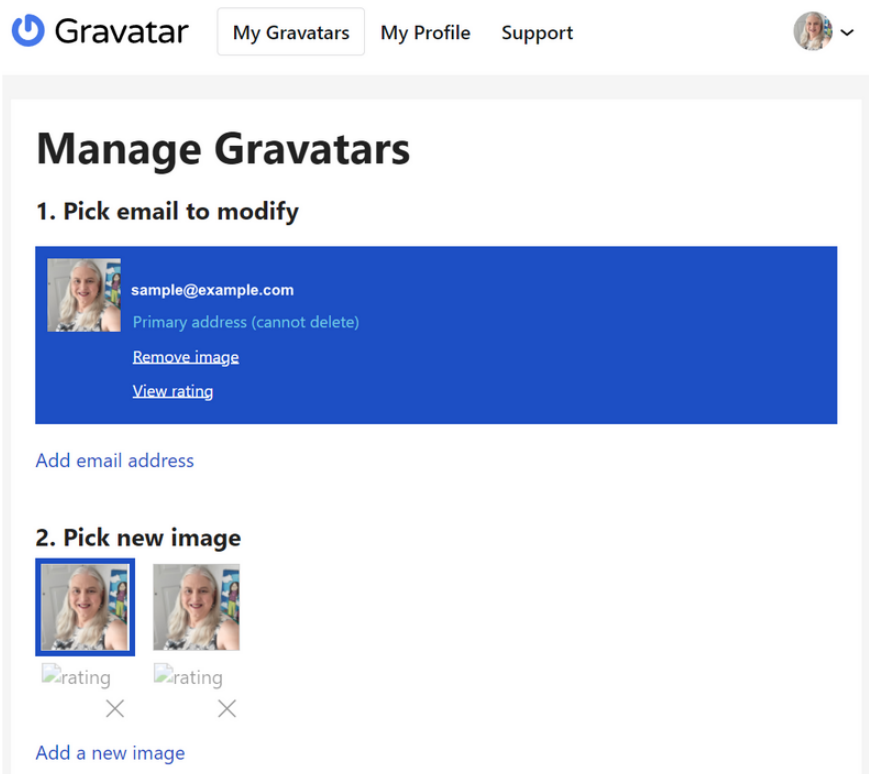 Gravatar My Gravatars My Profile Support
Manage Gravatars
1. Pick email to modify
sample@example.com
Primary address (cannot delete)
Remove image
View rating
Add email address
2. Pick new image
rating rating
Add a new image